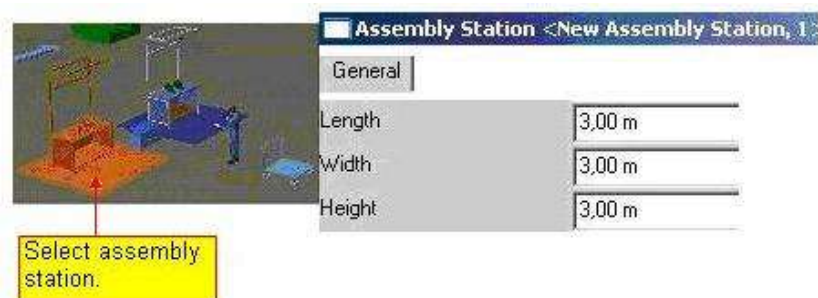 Assembly Station <New Assembly Station, 1>
General
Length 3,00 m
Width 3,00 m
Height 3,00 m
Select assembly
station.